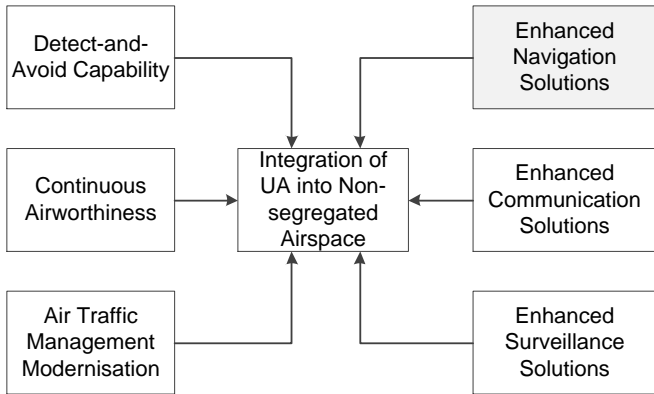 Detect-and-
Avoid Capability
Enhanced
Navigation
Solutions
Continuous
Airworthiness
Integration of
UA into Non-
segregated
Airspace
Enhanced
Communication
Solutions
Air Traffic
Management
Modernisation
Enhanced
Surveillance
Solutions